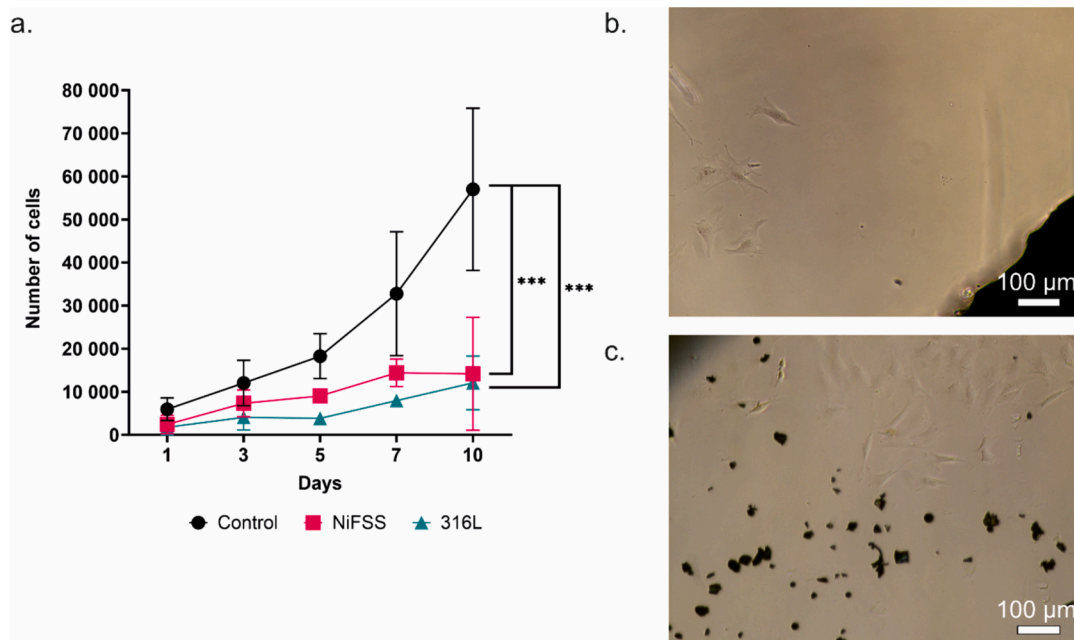 a.
80 000
70 000
60 000
50 000
40 000
30 000
20 000
10 000
0
Number of cells
1 3 5 7 10
Days
Control NiFSS 316L
***
***
b.
100 µm
c.
100 µm